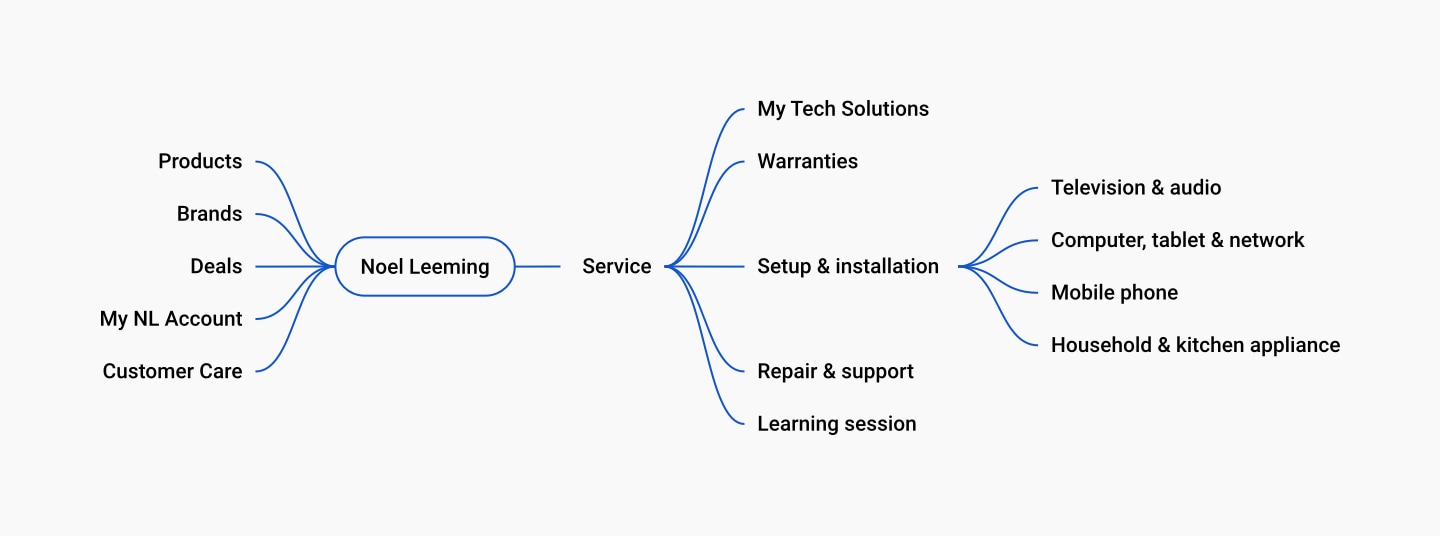 Products
Brands
Deals
My NL Account
Customer Care
Noel Leeming
Service
My Tech Solutions
Warranties
Setup & installation
Repair & support
Learning session
Television & audio
Computer, tablet & network
Mobile phone
Household & kitchen appliance